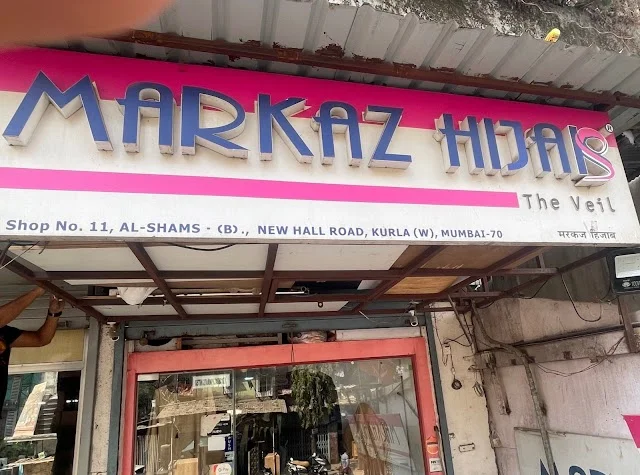 MARKAZ HIJAB®
The Veil
Shop No. 11, AL-SHAMS - (B)., NEW HALL ROAD, KURLA (W), MUMBAI-70
मरकज हिजाब